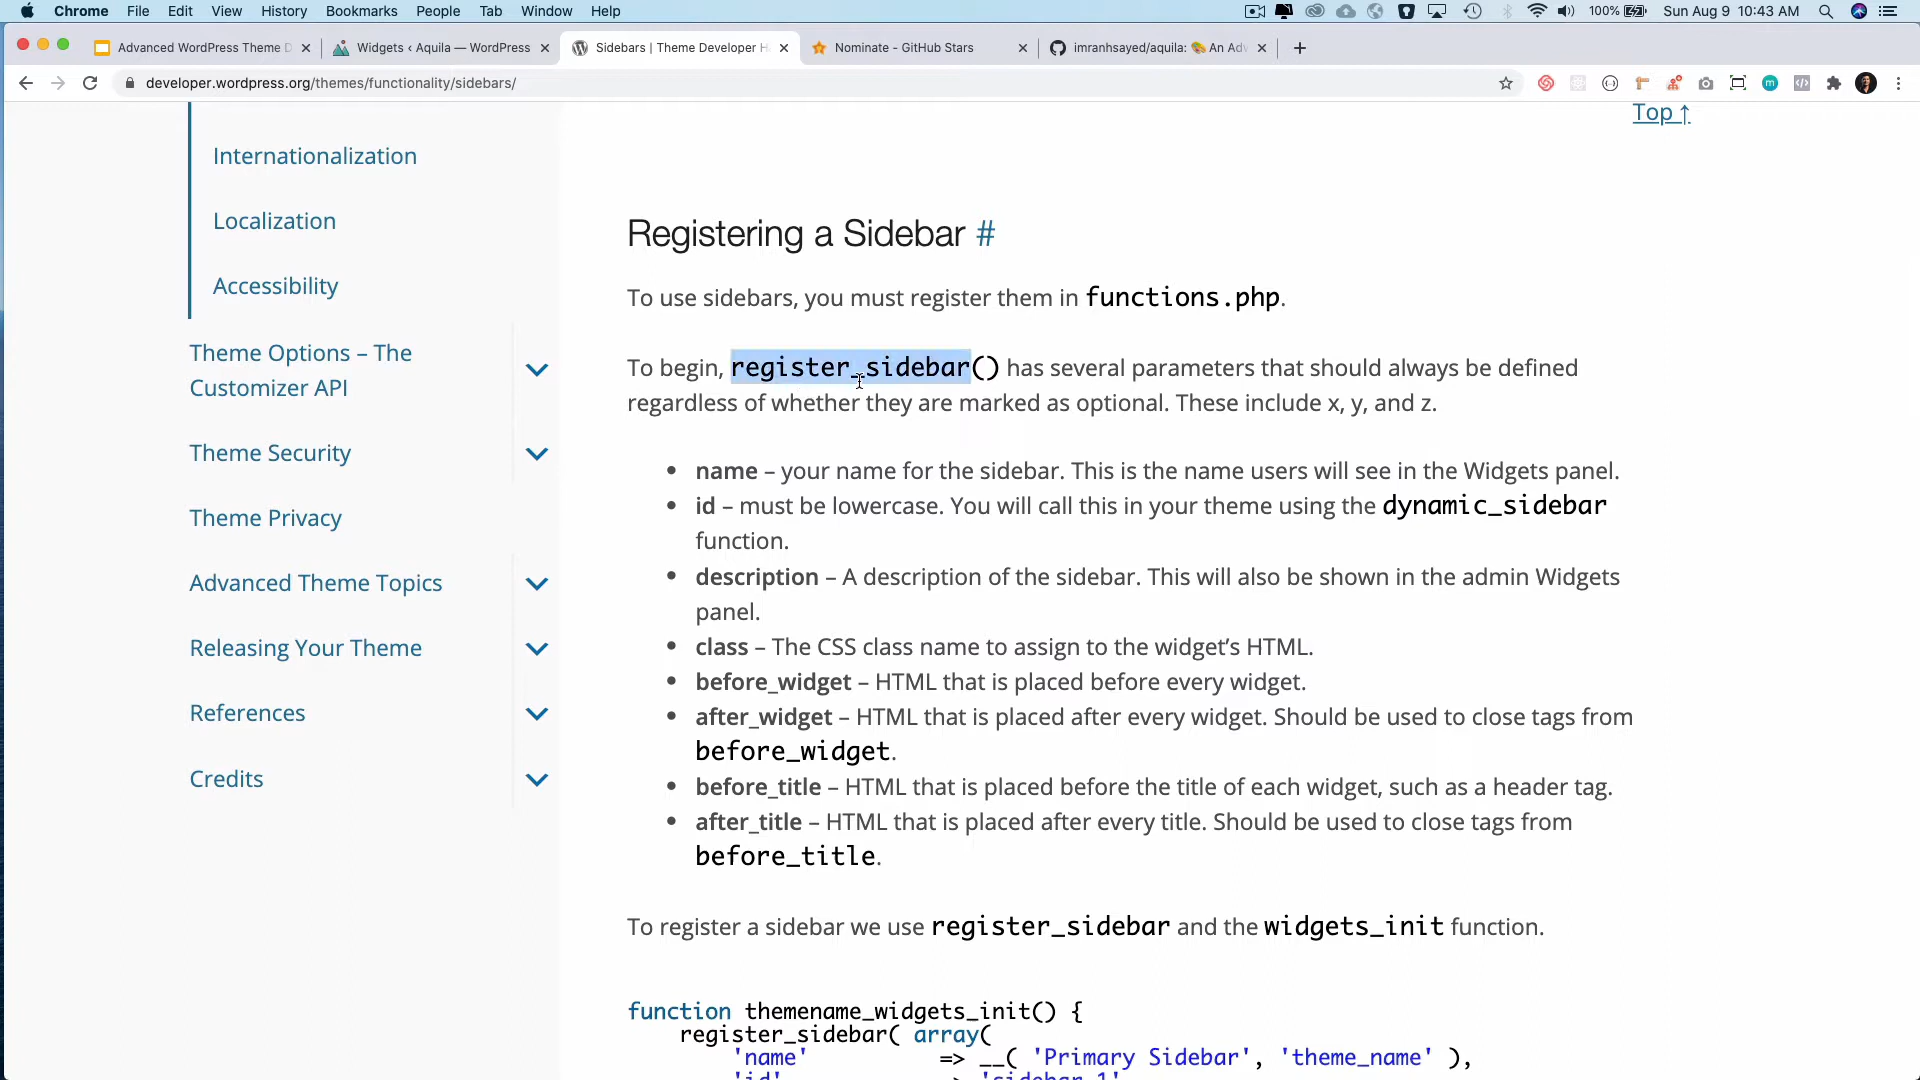 Chrome File Edit View History Bookmarks People Tab Window Help 100% Sun Aug 9 10:43 AM
Advanced WordPress Theme D Widgets ‹ Aquila — WordPress Sidebars | Theme Developer H Nominate - GitHub Stars imranhsayed/aquila: An Adv
developer.wordpress.org/themes/functionality/sidebars/
Top ↑
Internationalization
Localization
Accessibility
Theme Options – The
Customizer API
Theme Security
Theme Privacy
Advanced Theme Topics
Releasing Your Theme
References
Credits
Registering a Sidebar #
To use sidebars, you must register them in functions.php.
To begin, register_sidebar() has several parameters that should always be defined
regardless of whether they are marked as optional. These include x, y, and z.
• name – your name for the sidebar. This is the name users will see in the Widgets panel.
• id – must be lowercase. You will call this in your theme using the dynamic_sidebar
function.
• description – A description of the sidebar. This will also be shown in the admin Widgets
panel.
• class – The CSS class name to assign to the widget’s HTML.
• before_widget – HTML that is placed before every widget.
• after_widget – HTML that is placed after every widget. Should be used to close tags from
before_widget.
• before_title – HTML that is placed before the title of each widget, such as a header tag.
• after_title – HTML that is placed after every title. Should be used to close tags from
before_title.
To register a sidebar we use register_sidebar and the widgets_init function.
function themename_widgets_init() {
register_sidebar( array(
'name' => __( 'Primary Sidebar', 'theme_name' ),
'id' => 'sidebar-1'